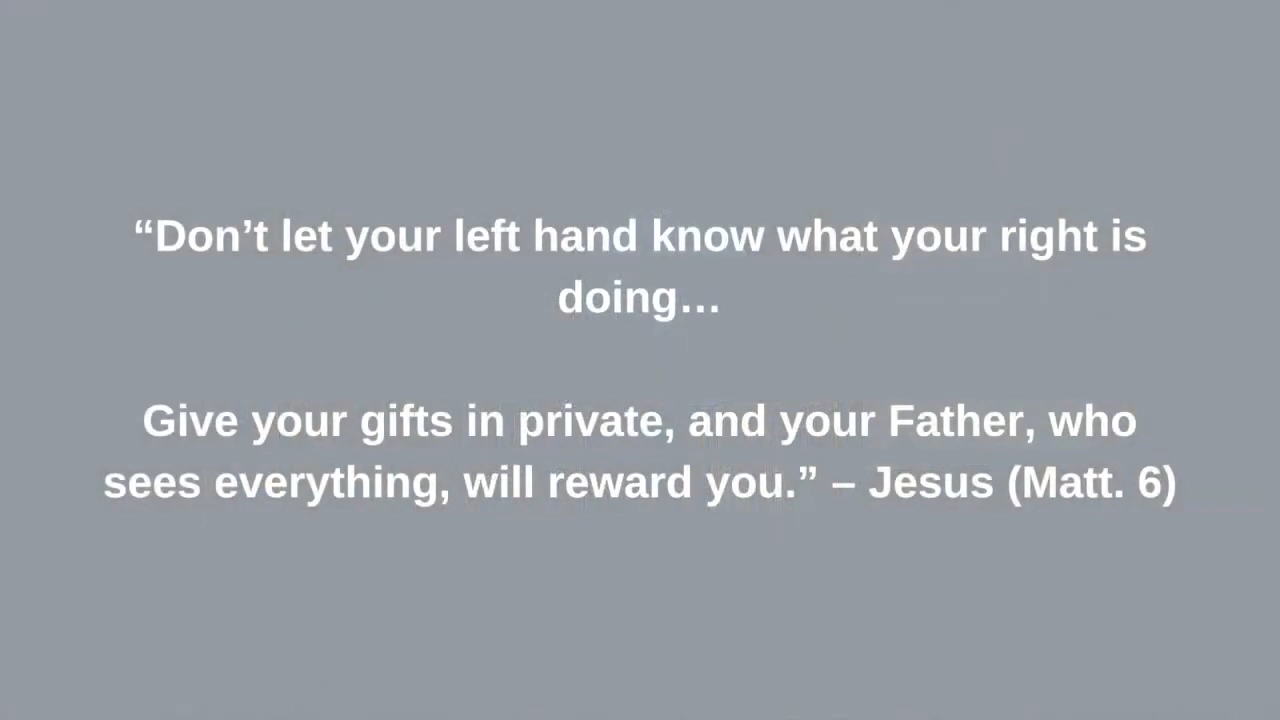 “Don’t let your left hand know what your right is
doing…
Give your gifts in private, and your Father, who
sees everything, will reward you.” – Jesus (Matt. 6)